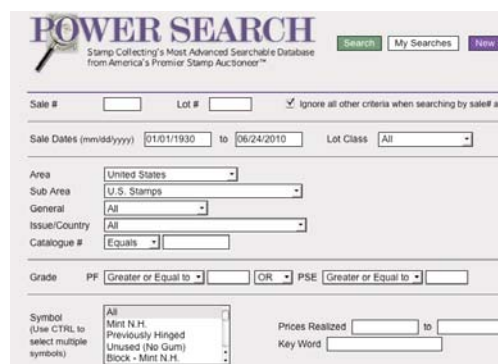 POWER SEARCH
Stamp Collecting's Most Advanced Searchable Database
from America's Premier Stamp Auctioneer™
Search My Searches New
Sale # Lot # Ignore all other criteria when searching by sale# a
Sale Dates (mm/dd/yyyy) 01/01/1930 to 06/24/2010 Lot Class All
Area United States
Sub Area U.S. Stamps
General All
Issue/Country All
Catalogue # Equals
Grade PF Greater or Equal to OR PSE Greater or Equal to
Symbol
(Use CTRL to
select multiple
symbols)
All
Mint N.H.
Previously Hinged
Unused (No Gum)
Block - Mint N.H.
Prices Realized to
Key Word